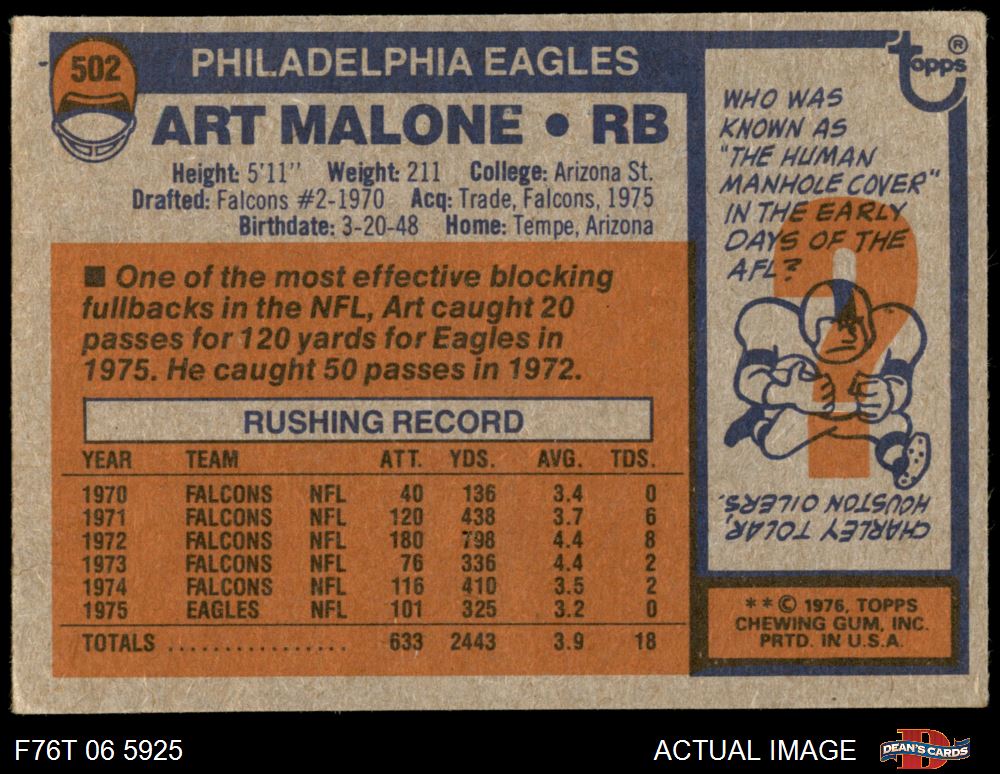 502
PHILADELPHIA EAGLES
ART MALONE • RB
Height: 5'11" Weight: 211 College: Arizona St.
Drafted: Falcons #2-1970 Acq: Trade, Falcons, 1975
Birthdate: 3-20-48 Home: Tempe, Arizona
■ One of the most effective blocking
fullbacks in the NFL, Art caught 20
passes for 120 yards for Eagles in
1975. He caught 50 passes in 1972.
RUSHING RECORD
YEAR TEAM ATT. YDS. AVG. TDS.
1970 FALCONS NFL 40 136 3.4 0
1971 FALCONS NFL 120 438 3.7 6
1972 FALCONS NFL 180 798 4.4 8
1973 FALCONS NFL 76 336 4.4 2
1974 FALCONS NFL 116 410 3.5 2
1975 EAGLES NFL 101 325 3.2 0
TOTALS ................ 633 2443 3.9 18
topps ®
WHO WAS
KNOWN AS
"THE HUMAN
MANHOLE COVER"
IN THE EARLY
DAYS OF THE
AFL?
?
CHARLEY TOLAR,
HOUSTON OILERS.
**© 1976, TOPPS
CHEWING GUM, INC.
PRTD. IN U.S.A.
F76T 06 5925
ACTUAL IMAGE
D
DEAN'S CARDS